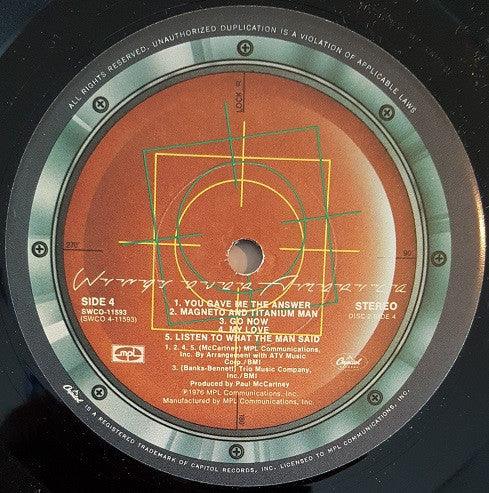 ALL RIGHTS RESERVED, UNAUTHORIZED DUPLICATION IS A VIOLATION OF APPLICABLE LAWS
LOCK R.
270°
90°
Wings over America
SIDE 4
SWCO-11593
(SWCO 4-11593)
STEREO
DISC 2 SIDE 4
1. YOU GAVE ME THE ANSWER
2. MAGNETO AND TITANIUM MAN
3. GO NOW
4. MY LOVE
5. LISTEN TO WHAT THE MAN SAID
1. 2. 4. 5. (McCartney) MPL Communications,
Inc. By Arrangement with ATV Music
Corp./BMI
3. (Banks-Bennett) Trio Music Company,
Inc./BMI
Produced by Paul McCartney
℗1976 MPL Communications, Inc.
Manufactured by MPL Communications, Inc.
MPL
Capitol
180°
Capitol
IS A REGISTERED TRADEMARK OF CAPITOL RECORDS, INC. LICENSED TO MPL COMMUNICATIONS, INC.